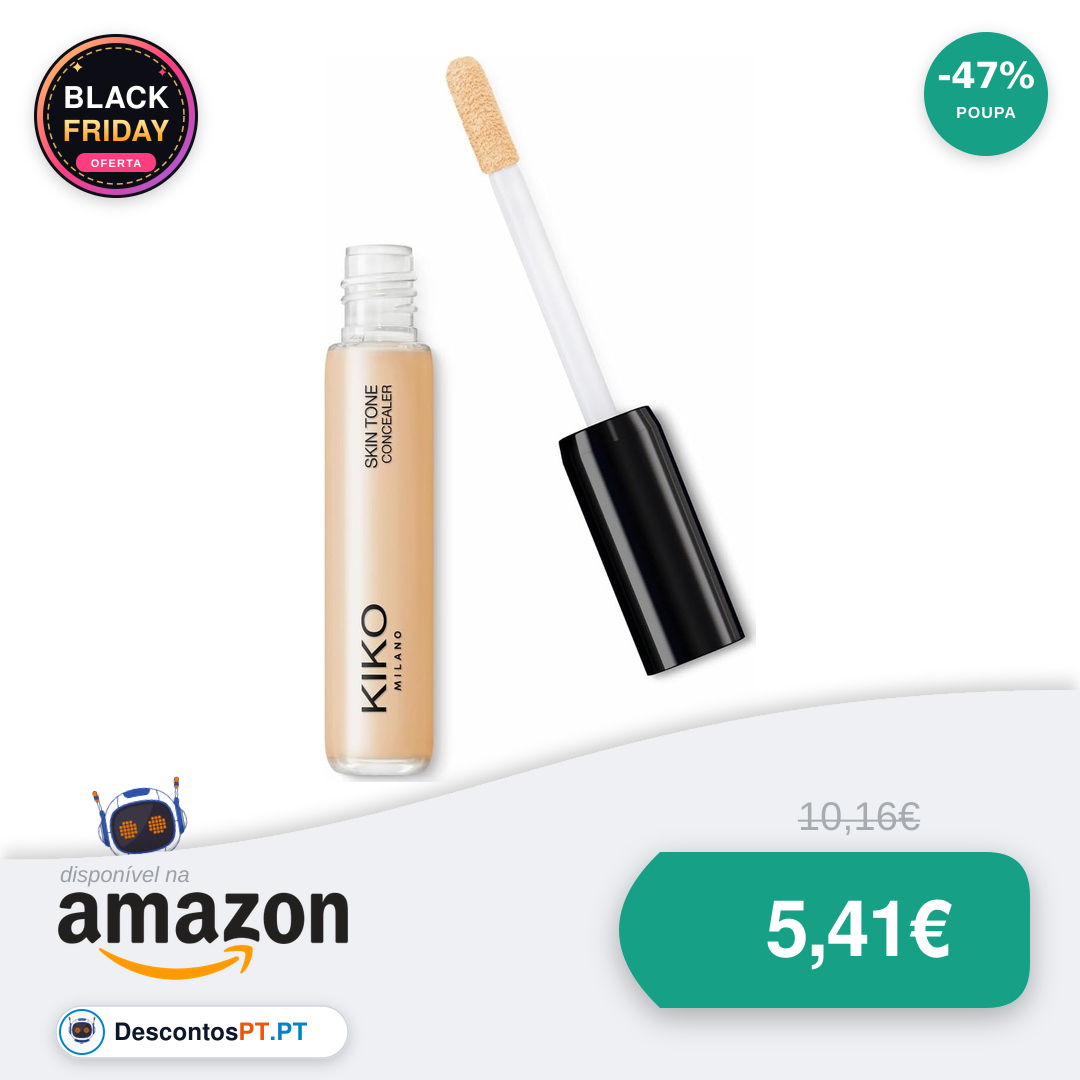 BLACK
FRIDAY
OFERTA
-47%
POUPA
SKIN TONE
CONCEALER
KIKO
MILANO
10,16€
5,41€
disponível na
amazon
DescontosPT.PT